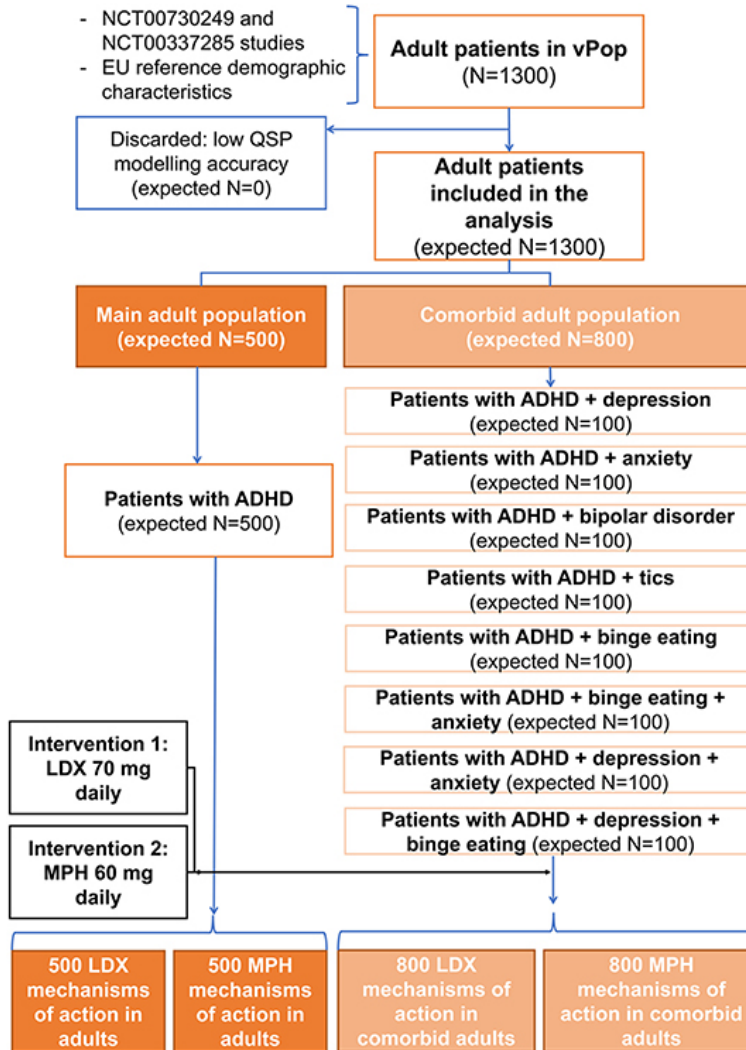 - NCT00730249 and
NCT00337285 studies
- EU reference demographic
characteristics
Adult patients in vPop
(N=1300)
Discarded: low QSP
modelling accuracy
(expected N=0)
Adult patients
included in the
analysis
(expected N=1300)
Main adult population
(expected N=500)
Comorbid adult population
(expected N=800)
Patients with ADHD + depression
(expected N=100)
Patients with ADHD + anxiety
(expected N=100)
Patients with ADHD + bipolar disorder
(expected N=100)
Patients with ADHD + tics
(expected N=100)
Patients with ADHD + binge eating
(expected N=100)
Patients with ADHD + binge eating +
anxiety (expected N=100)
Patients with ADHD + depression +
anxiety (expected N=100)
Patients with ADHD + depression +
binge eating (expected N=100)
Patients with ADHD
(expected N=500)
Intervention 1:
LDX 70 mg
daily
Intervention 2:
MPH 60 mg
daily
500 LDX
mechanisms
of action in
adults
500 MPH
mechanisms
of action in
adults
800 LDX
mechanisms of
action in
comorbid adults
800 MPH
mechanisms of
action in comorbid
adults